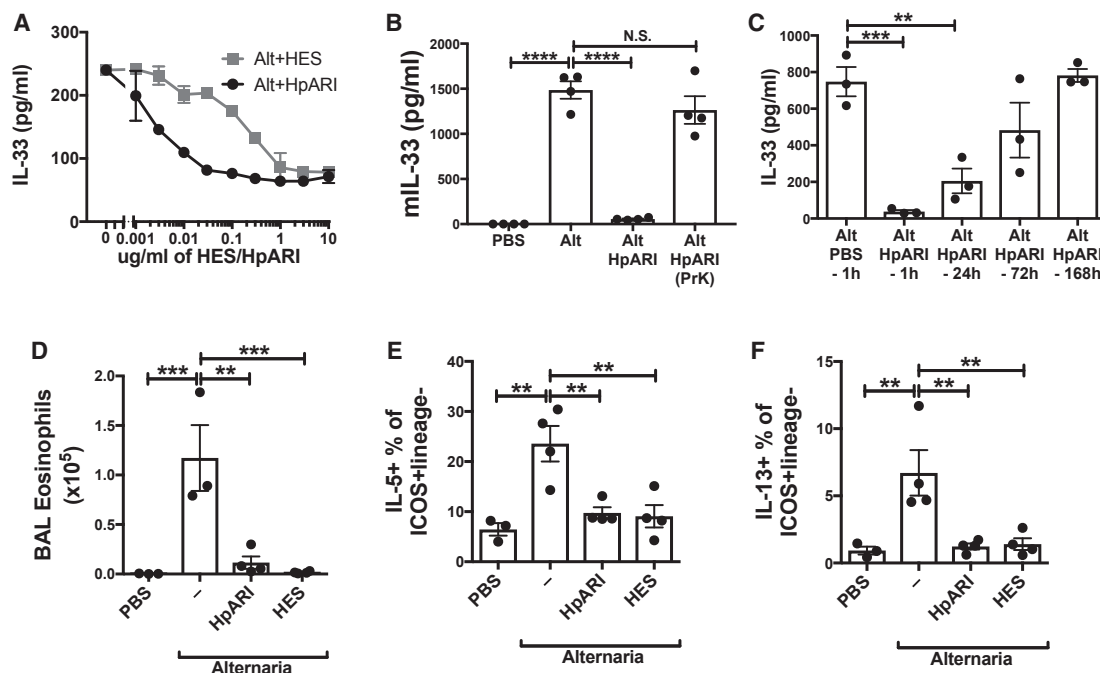 A
300
200
100
0
IL-33 (pg/ml)
Alt+HES
Alt+HpARI
0 0.001 0.01 0.1 1 10
ug/ml of HES/HpARI
B
N.S.
**** ****
2000
1500
1000
500
0
mIL-33 (pg/ml)
PBS Alt Alt Alt
HpARI HpARI
(PrK)
C
**
***
1000
800
600
400
200
0
IL-33 (pg/ml)
Alt Alt Alt Alt Alt
PBS HpARI HpARI HpARI HpARI
- 1h - 1h - 24h - 72h - 168h
D
***
*** **
2.0
1.5
1.0
0.5
0.0
BAL Eosinophils
(x10⁵)
PBS – HpARI HES
Alternaria
E
**
** **
40
30
20
10
0
IL-5+ % of
ICOS+lineage-
PBS – HpARI HES
Alternaria
F
**
** **
15
10
5
0
IL-13+ % of
ICOS+lineage-
PBS – HpARI HES
Alternaria